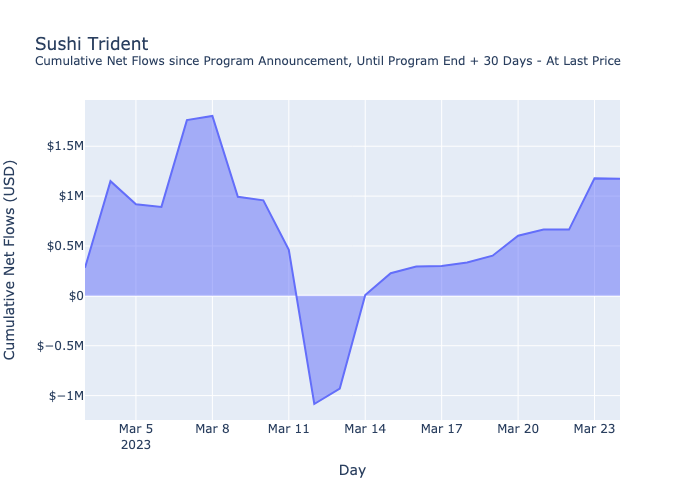 Sushi Trident
Cumulative Net Flows since Program Announcement, Until Program End + 30 Days - At Last Price
Cumulative Net Flows (USD)
$1.5M
$1M
$0.5M
$0
$−0.5M
$−1M
Mar 5 Mar 8 Mar 11 Mar 14 Mar 17 Mar 20 Mar 23
2023
Day